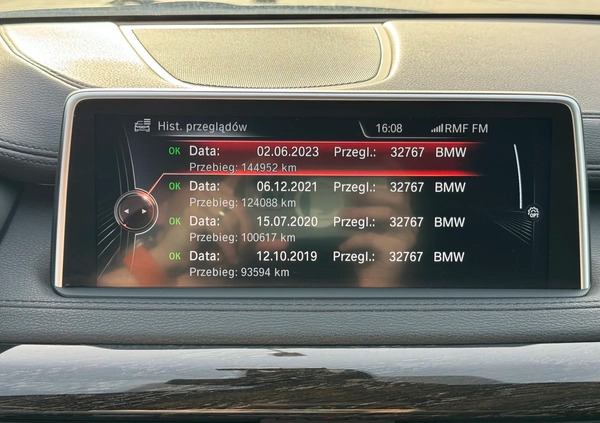 Hist. przeglądów 16:08 RMF FM
OK Data: 02.06.2023 Przegl.: 32767 BMW
Przebieg: 144952 km
OK Data: 06.12.2021 Przegl.: 32767 BMW
Przebieg: 124088 km
OK Data: 15.07.2020 Przegl.: 32767 BMW
Przebieg: 100617 km
OK Data: 12.10.2019 Przegl.: 32767 BMW
Przebieg: 93594 km